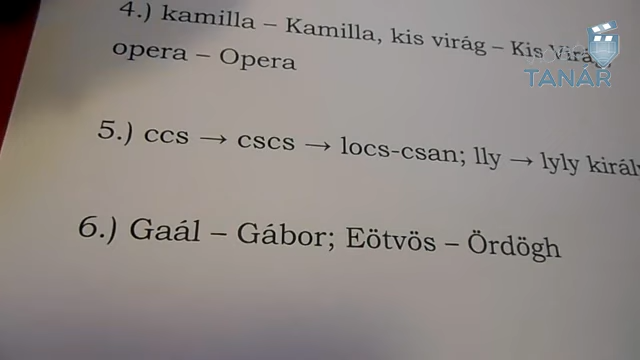 4.) kamilla – Kamilla, kis virág – Kis Virág,
opera – Opera
TANÁR
5.) ccs → cscs → locs-csan; lly → lyly
6.) Gaál – Gábor; Eötvös – Ördögh